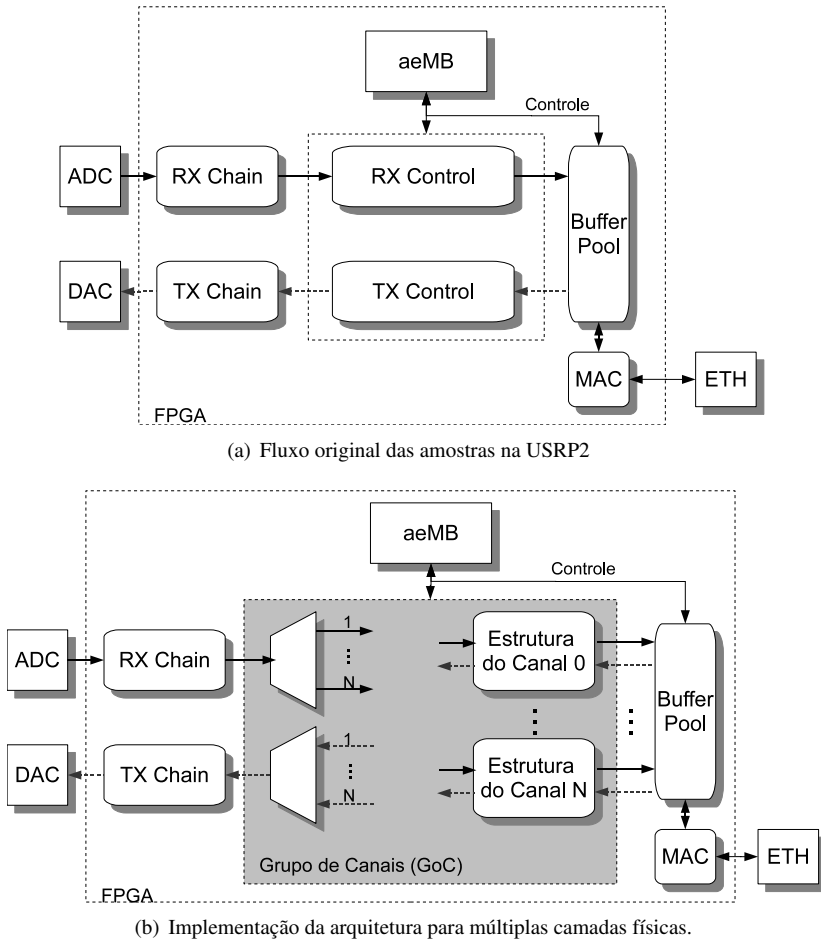 aeMB
Controle
ADC
RX Chain
RX Control
Buffer
Pool
DAC
TX Chain
TX Control
MAC
ETH
FPGA
(a) Fluxo original das amostras na USRP2
aeMB
Controle
ADC
RX Chain
1
N
Estrutura
do Canal 0
Buffer
Pool
DAC
TX Chain
1
N
Estrutura
do Canal N
Grupo de Canais (GoC)
MAC
ETH
FPGA
(b) Implementação da arquitetura para múltiplas camadas físicas.